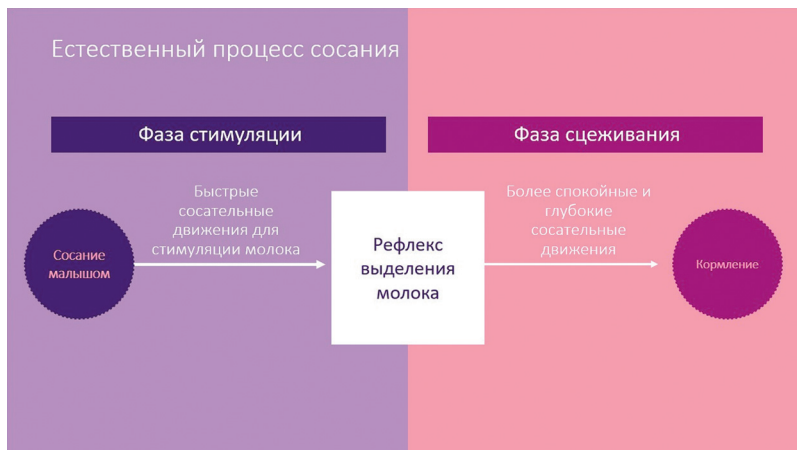 Естественный процесс сосания
Фаза стимуляции
Фаза сцеживания
Сосание
малышом
Быстрые
сосательные
движения для
стимуляции молока
Рефлекс
выделения
молока
Более спокойные и
глубокие
сосательные
движения
Кормление